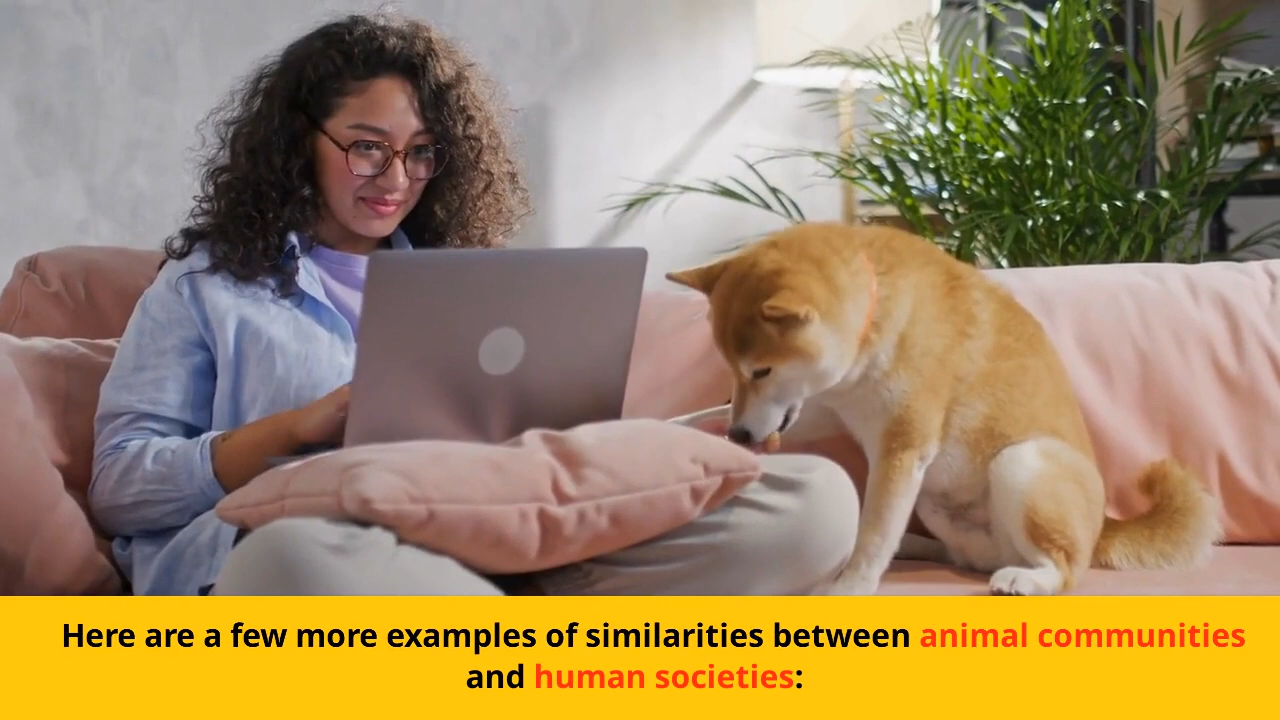 Here are a few more examples of similarities between animal communities
and human societies: